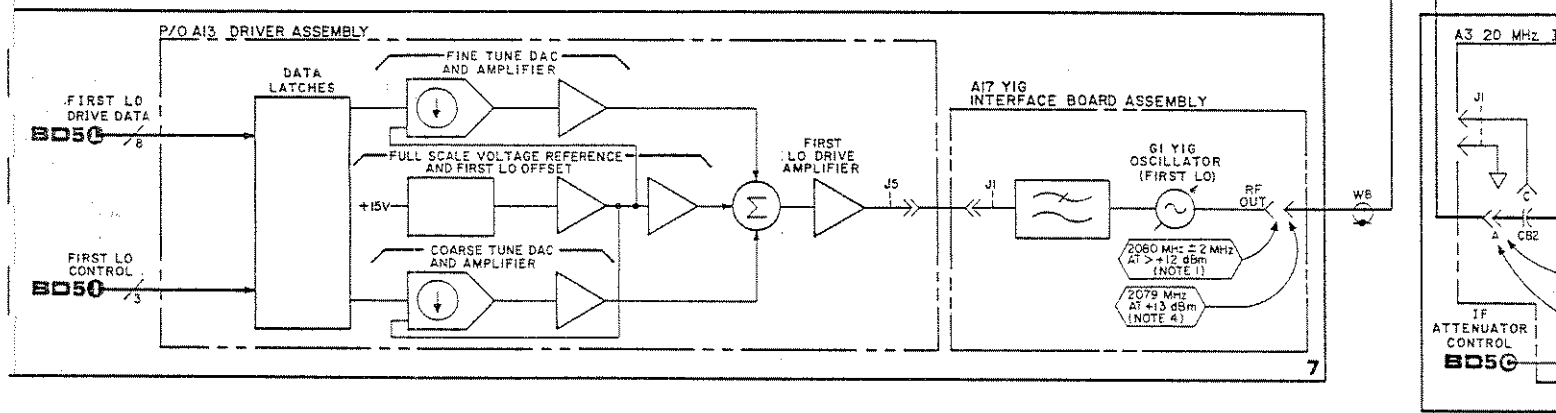 P/O A13 DRIVER ASSEMBLY
FINE TUNE DAC
AND AMPLIFIER
DATA
LATCHES
FIRST LO
DRIVE DATA
BD5
8
FULL SCALE VOLTAGE REFERENCE
AND FIRST LO OFFSET
+15V
FIRST
LO DRIVE
AMPLIFIER
Σ
J5
COARSE TUNE DAC
AND AMPLIFIER
FIRST LO
CONTROL
BD5
3
A17 YIG
INTERFACE BOARD ASSEMBLY
J1
G1 YIG
OSCILLATOR
(FIRST LO)
RF
OUT
2080 MHz ±2 MHz
AT > +12 dBm
(NOTE 1)
2079 MHz
AT +13 dBm
(NOTE 4)
W8
7
A3 20 MHz
J1
C
A
CB2
IF
ATTENUATOR
CONTROL
BD5